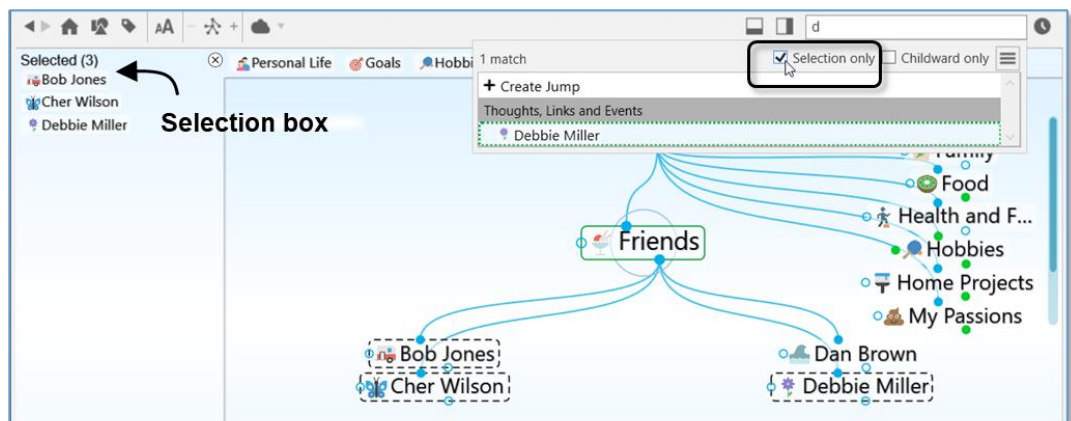 AA
d
Selected (3)
Personal Life
Goals
Hobbi
1 match
Selection only
Childward only
Bob Jones
Create Jump
Cher Wilson
Thoughts, Links and Events
Debbie Miller
Selection box
Debbie Miller
Family
Food
Health and F...
Friends
Hobbies
Home Projects
My Passions
Bob Jones
Dan Brown
Cher Wilson
Debbie Miller